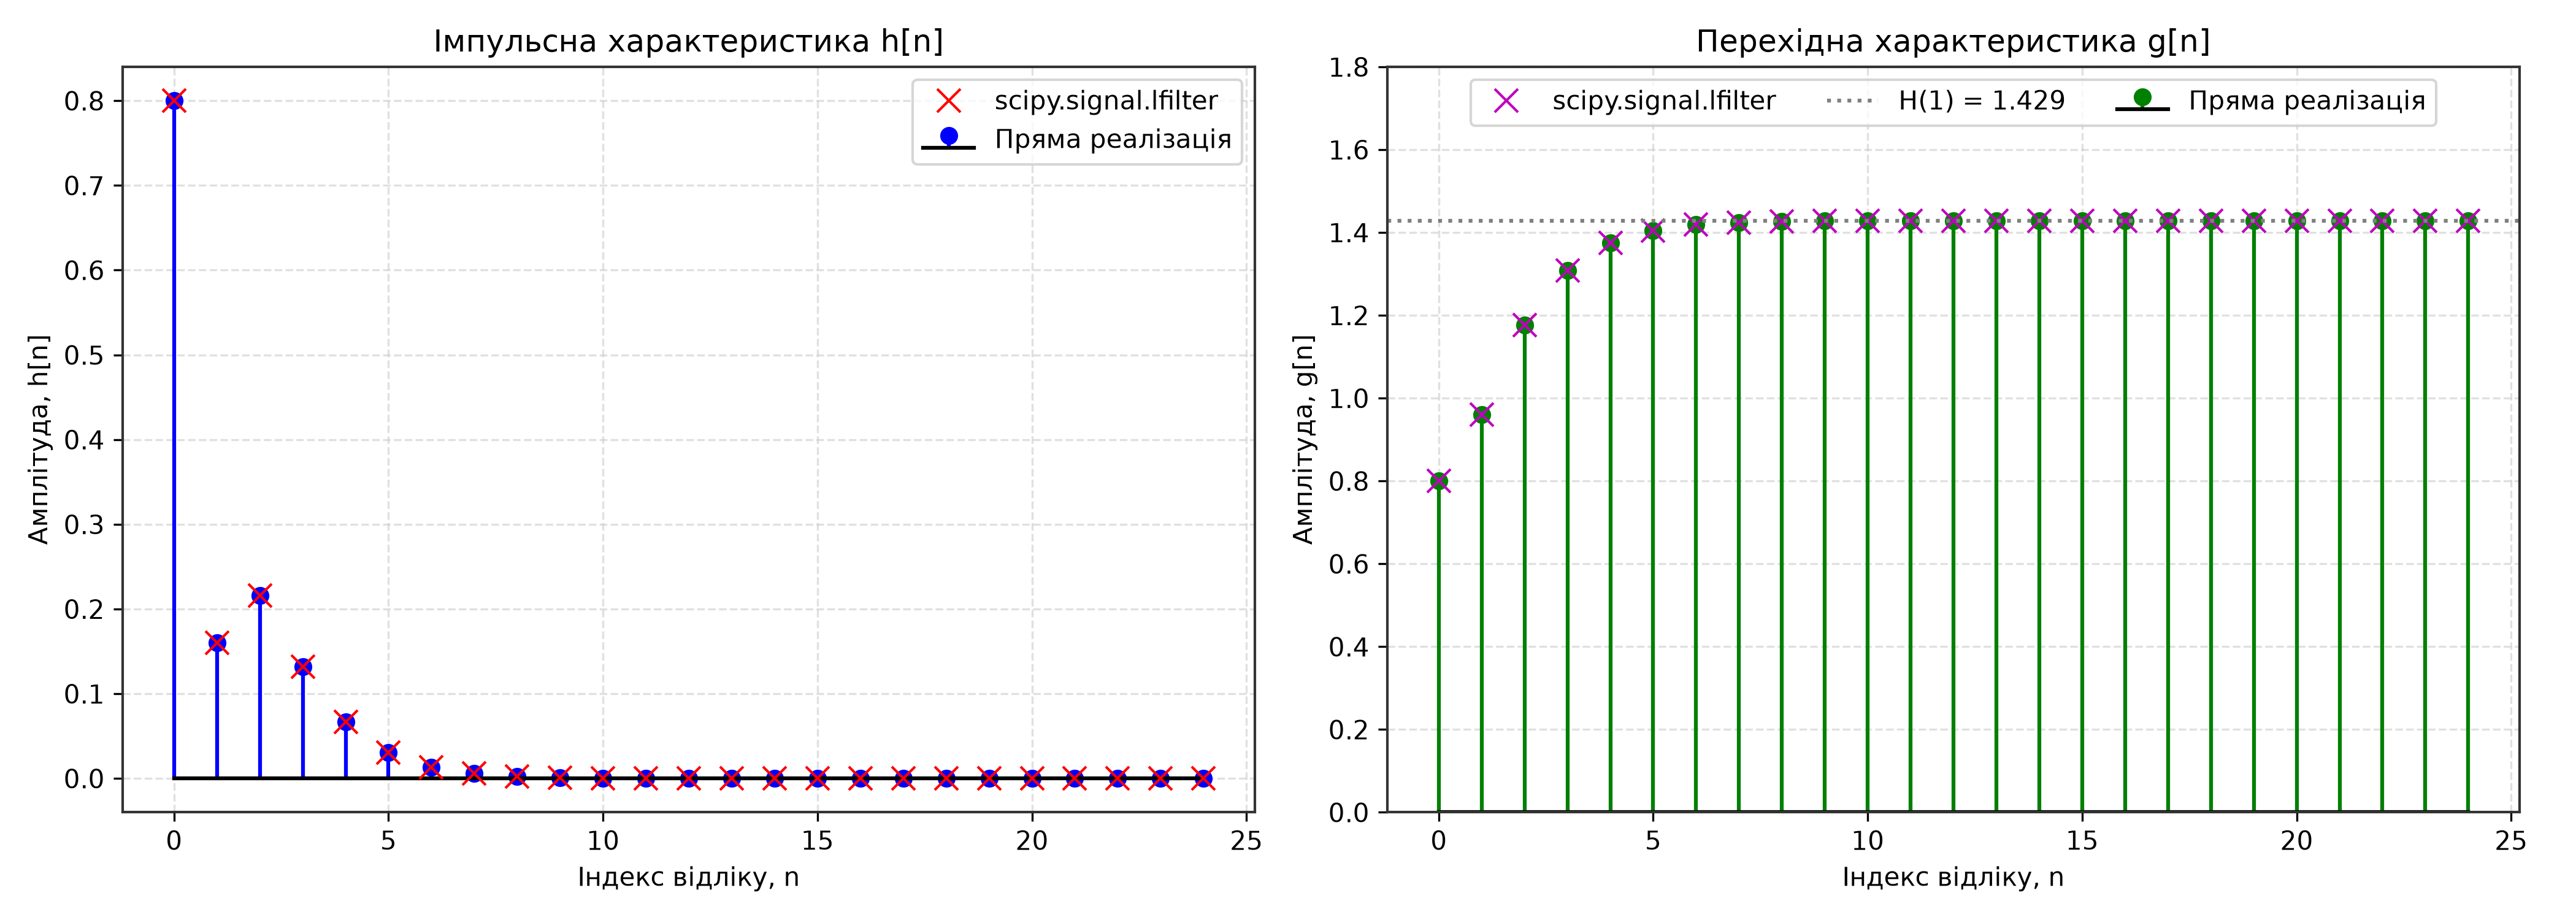 Імпульсна характеристика h[n]
scipy.signal.lfilter
Пряма реалізація
Амплітуда, h[n]
0.8
0.7
0.6
0.5
0.4
0.3
0.2
0.1
0.0
0 5 10 15 20 25
Індекс відліку, n
Перехідна характеристика g[n]
scipy.signal.lfilter H(1) = 1.429 Пряма реалізація
Амплітуда, g[n]
1.8
1.6
1.4
1.2
1.0
0.8
0.6
0.4
0.2
0.0
0 5 10 15 20 25
Індекс відліку, n